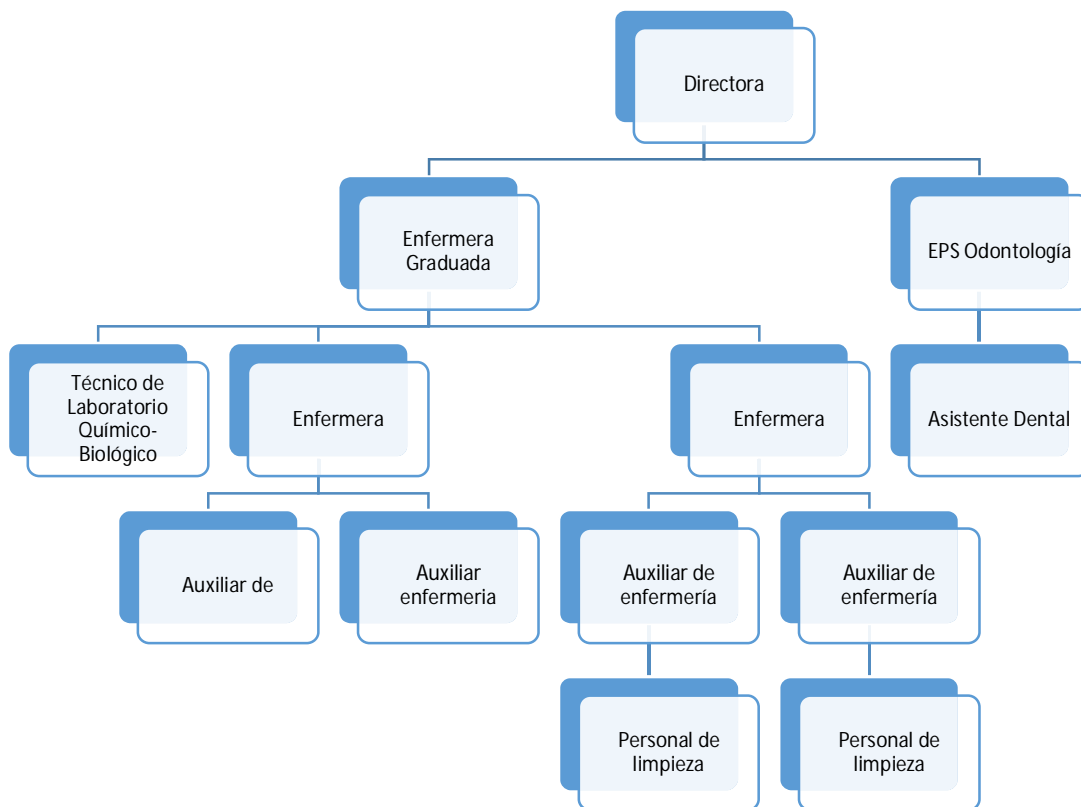 Directora
Enfermera
Graduada
EPS Odontología
Técnico de
Laboratorio
Químico-
Biológico
Enfermera
Enfermera
Asistente Dental
Auxiliar de
Auxiliar
enfermeria
Auxiliar de
enfermería
Auxiliar de
enfermería
Personal de
limpieza
Personal de
limpieza